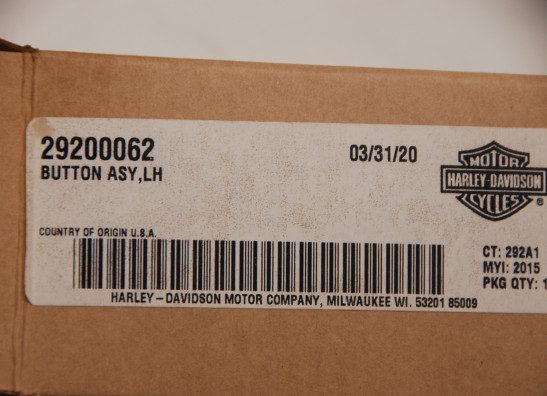 29200062
03/31/20
BUTTON ASY,LH
MOTOR
HARLEY-DAVIDSON
CYCLES
®
COUNTRY OF ORIGIN U.S.A.
CT: 292A1
MYI: 2015
PKG QTY: 1
HARLEY-DAVIDSON MOTOR COMPANY, MILWAUKEE WI. 53201 85009